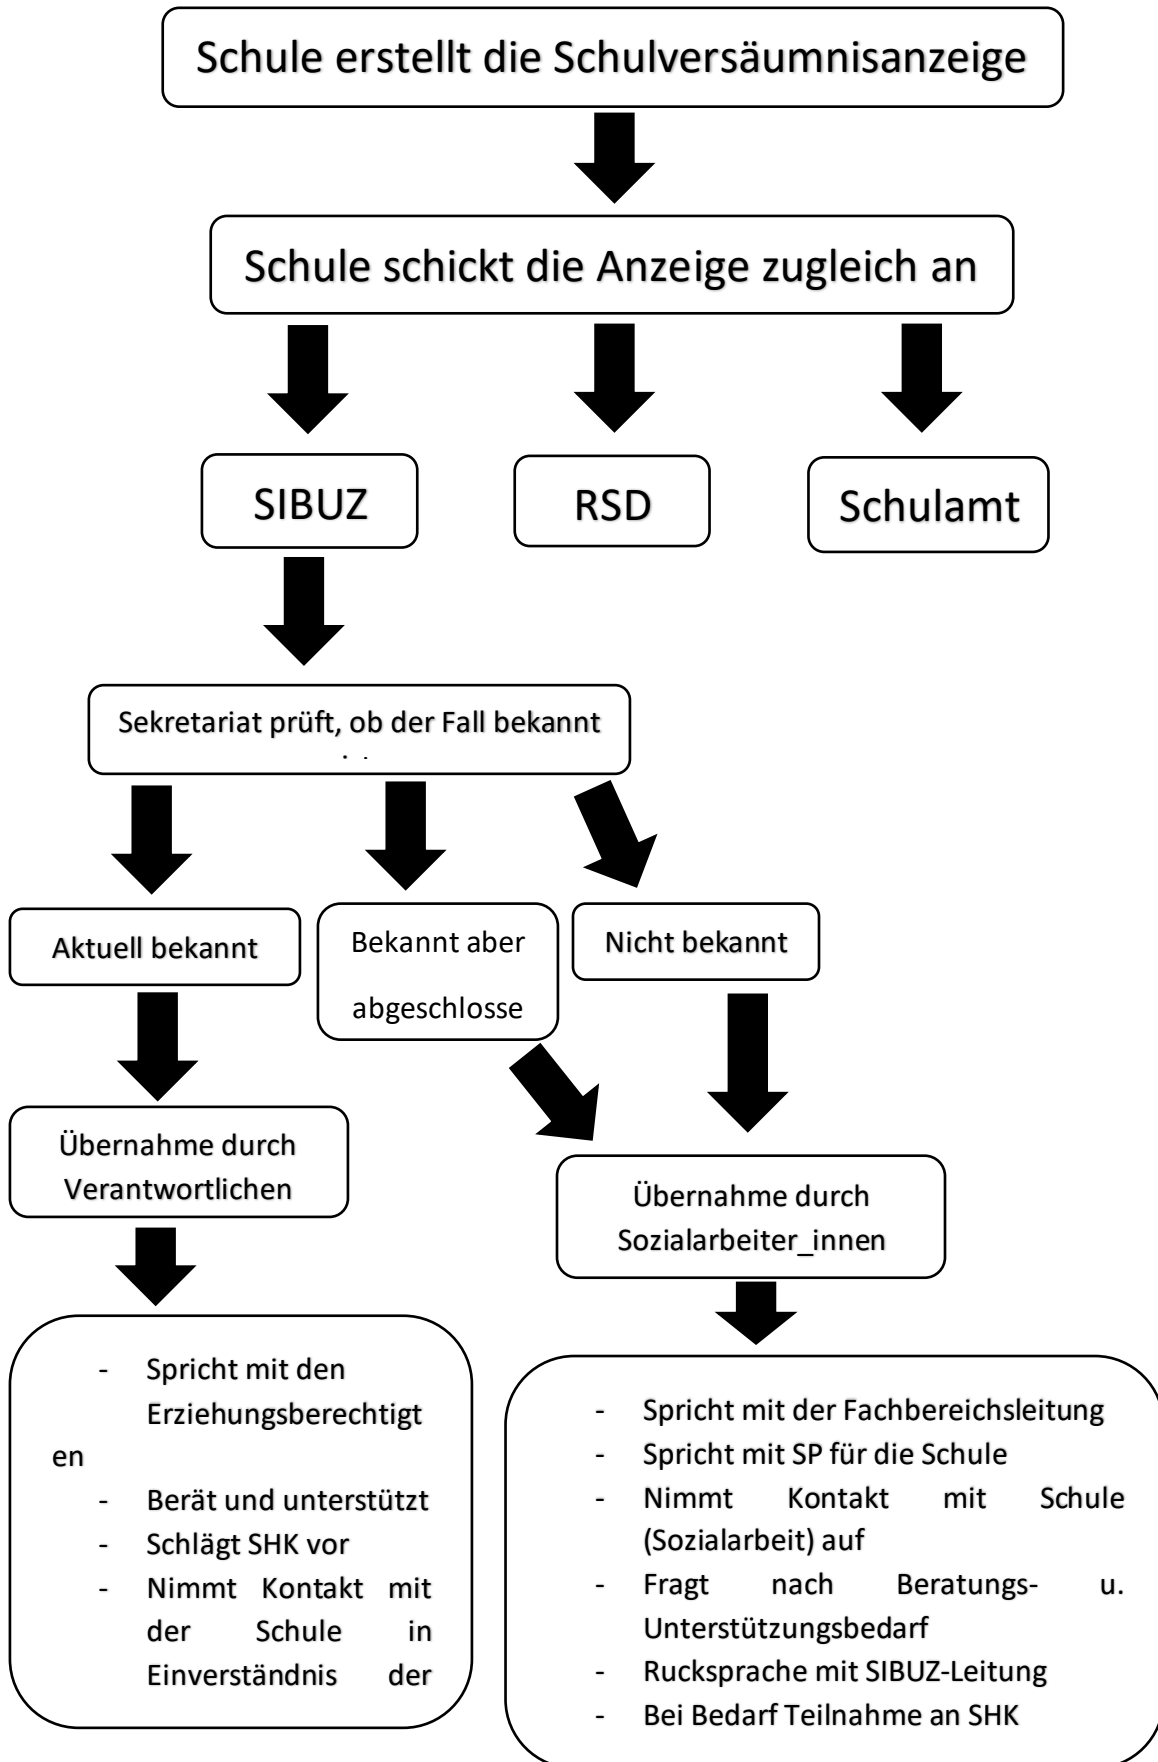 Schule erstellt die Schulversäumnisanzeige
Schule schickt die Anzeige zugleich an
SIBUZ
RSD
Schulamt
Sekretariat prüft, ob der Fall bekannt
Aktuell bekannt
Bekannt aber
abgeschlosse
Nicht bekannt
Übernahme durch
Verantwortlichen
Übernahme durch
Sozialarbeiter_innen
- Spricht mit den
Erziehungsberechtigt
en
- Berät und unterstützt
- Schlägt SHK vor
- Nimmt Kontakt mit
der Schule in
Einverständnis der
- Spricht mit der Fachbereichsleitung
- Spricht mit SP für die Schule
- Nimmt Kontakt mit Schule
(Sozialarbeit) auf
- Fragt nach Beratungs- u.
Unterstützungsbedarf
- Rucksprache mit SIBUZ-Leitung
- Bei Bedarf Teilnahme an SHK